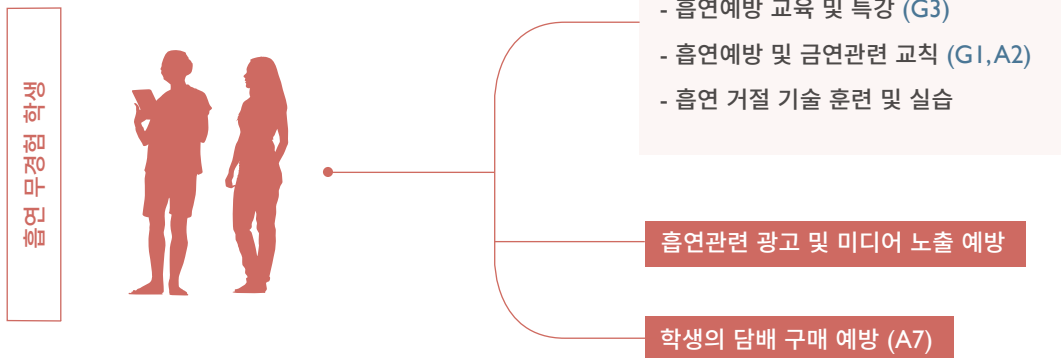 흡연 무경험 학생
- 흡연예방 교육 및 특강 (G3)
- 흡연예방 및 금연관련 교칙 (G1, A2)
- 흡연 거절 기술 훈련 및 실습
흡연관련 광고 및 미디어 노출 예방
학생의 담배 구매 예방 (A7)